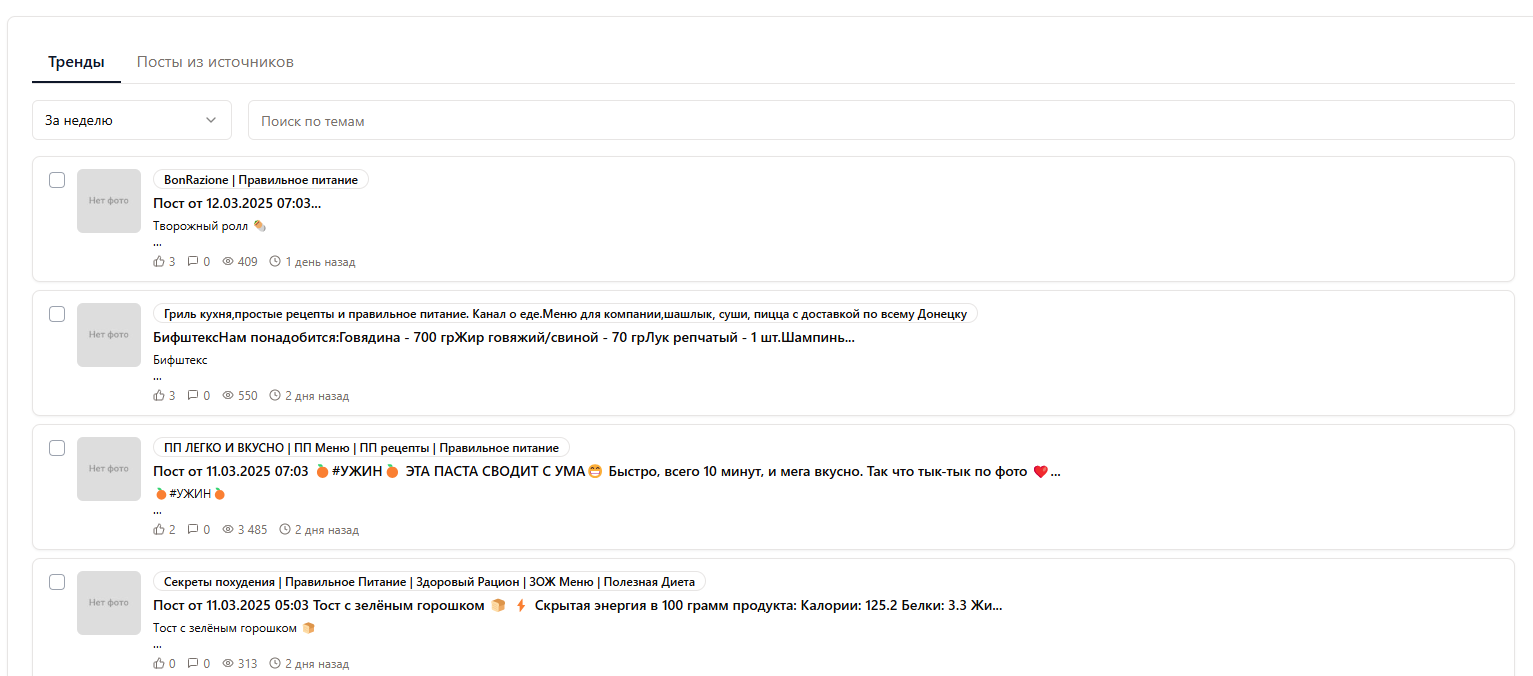 Тренды Посты из источников
За неделю Поиск по темам
BonRazione | Правильное питание
Нет фото
Пост от 12.03.2025 07:03...
Творожный ролл 🌯
...
3 0 409 1 день назад
Гриль кухня,простые рецепты и правильное питание. Канал о еде.Меню для компании,шашлык, суши, пицца с доставкой по всему Донецку
Нет фото
БифштексНам понадобится:Говядина - 700 грЖир говяжий/свиной - 70 грЛук репчатый - 1 шт.Шампинь...
Бифштекс
...
3 0 550 2 дня назад
ПП ЛЕГКО И ВКУСНО | ПП Меню | ПП рецепты | Правильное питание
Нет фото
Пост от 11.03.2025 07:03 🍊#УЖИН🍊 ЭТА ПАСТА СВОДИТ С УМА😁 Быстро, всего 10 минут, и мега вкусно. Так что тык-тык по фото ❤️...
🍊#УЖИН🍊
...
2 0 3 485 2 дня назад
Секреты похудения | Правильное Питание | Здоровый Рацион | ЗОЖ Меню | Полезная Диета
Нет фото
Пост от 11.03.2025 05:03 Тост с зелёным горошком 🍞 ⚡ Скрытая энергия в 100 грамм продукта: Калории: 125.2 Белки: 3.3 Жи...
Тост с зелёным горошком 🍞
...
0 0 313 2 дня назад